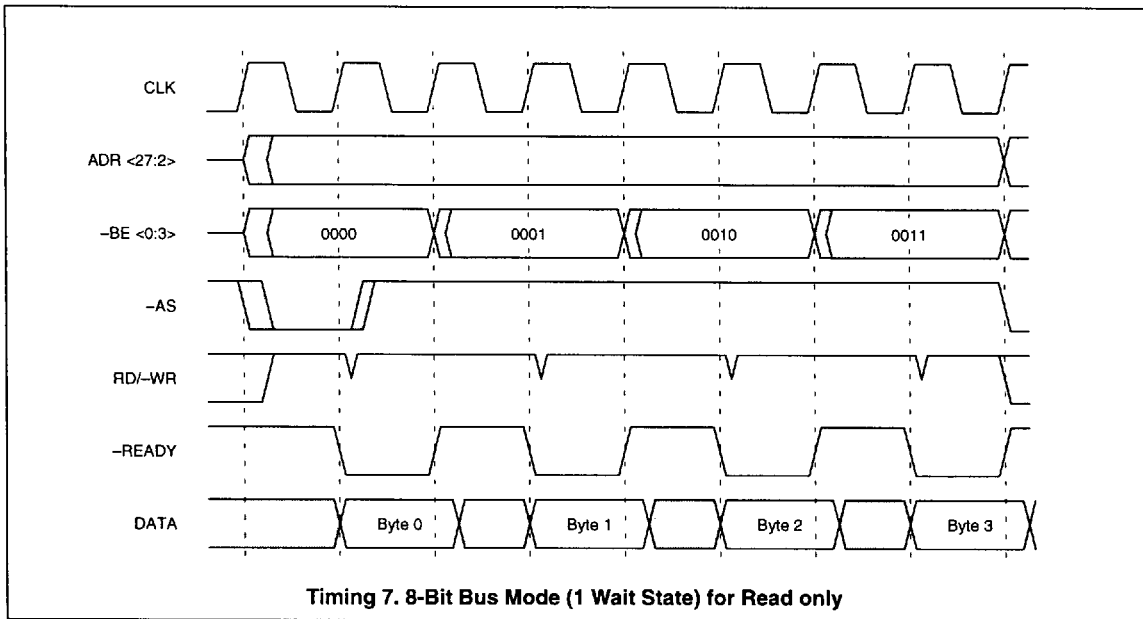 CLK
ADR <27:2>
–BE <0:3>
0000
0001
0010
0011
–AS
RD/–WR
–READY
DATA
Byte 0
Byte 1
Byte 2
Byte 3
Timing 7. 8-Bit Bus Mode (1 Wait State) for Read only